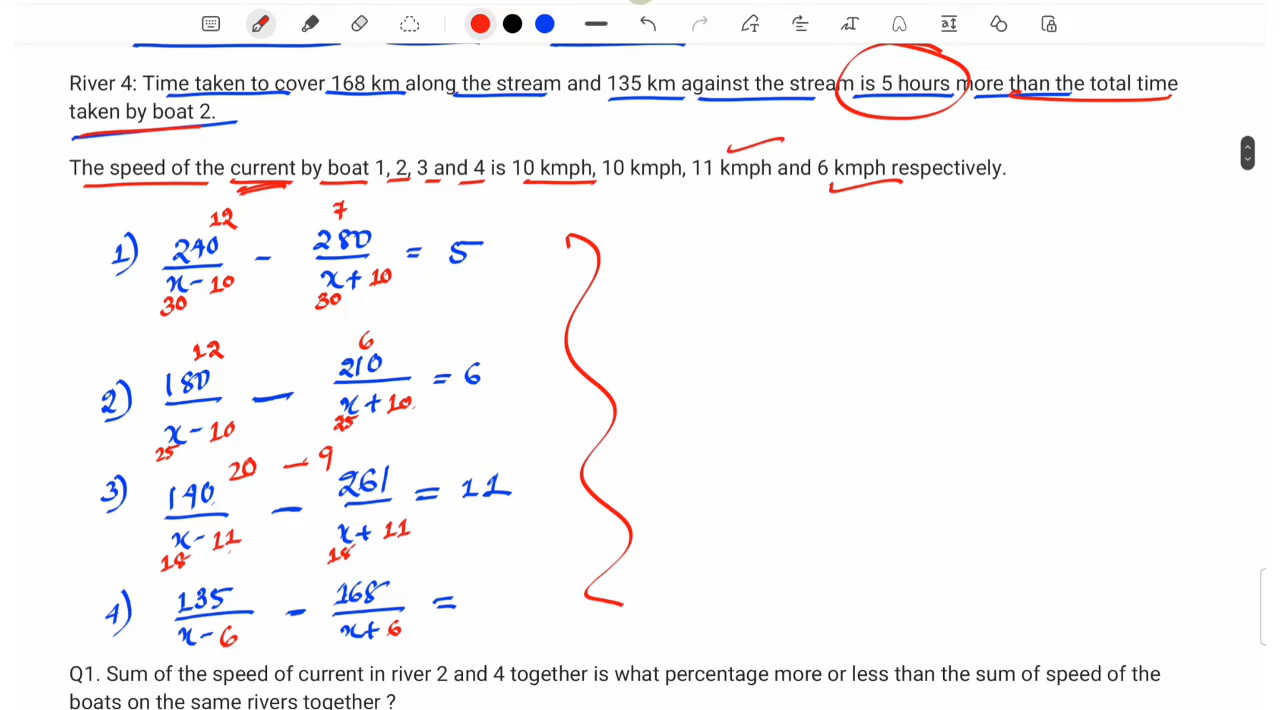 River 4: Time taken to cover 168 km along the stream and 135 km against the stream is 5 hours more than the total time
taken by boat 2.
The speed of the current by boat 1, 2, 3 and 4 is 10 kmph, 10 kmph, 11 kmph and 6 kmph respectively.
12 7
1) 240 - 280 = 5
x - 10 x + 10
30 30
12 6
2) 180 - 210 = 6
x - 10 x + 10
25 25
20 - 9
3) 140 - 261 = 11
x - 11 x + 11
18 18
4) 135 - 168 =
x - 6 x + 6
Q1. Sum of the speed of current in river 2 and 4 together is what percentage more or less than the sum of speed of the
boats on the same rivers together ?